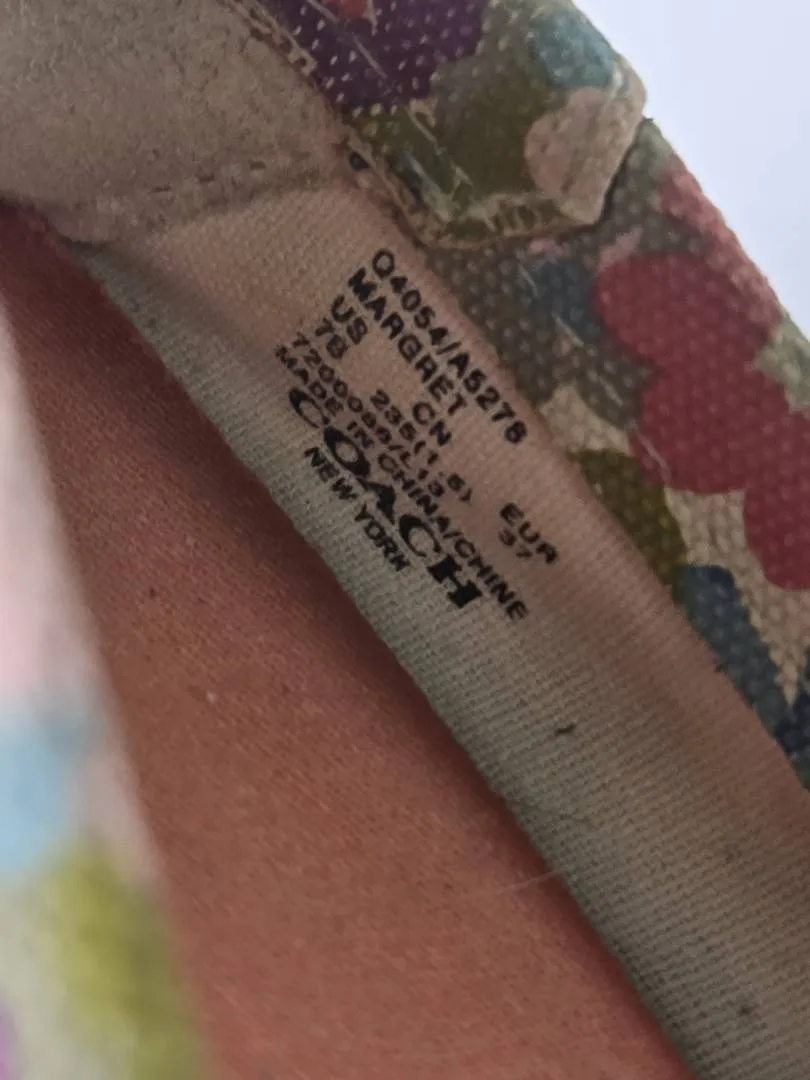 Q4054/A5278
MARGRET
US CN EUR
7B 235(1.5) 37
7200086/L13
MADE IN CHINA/CHINE
COACH
NEW YORK